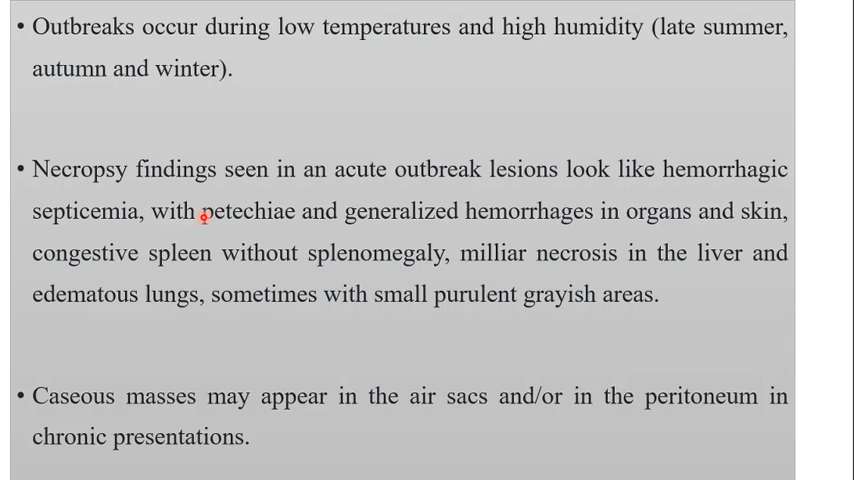 • Outbreaks occur during low temperatures and high humidity (late summer,
autumn and winter).
• Necropsy findings seen in an acute outbreak lesions look like hemorrhagic
septicemia, with petechiae and generalized hemorrhages in organs and skin,
congestive spleen without splenomegaly, milliar necrosis in the liver and
edematous lungs, sometimes with small purulent grayish areas.
• Caseous masses may appear in the air sacs and/or in the peritoneum in
chronic presentations.